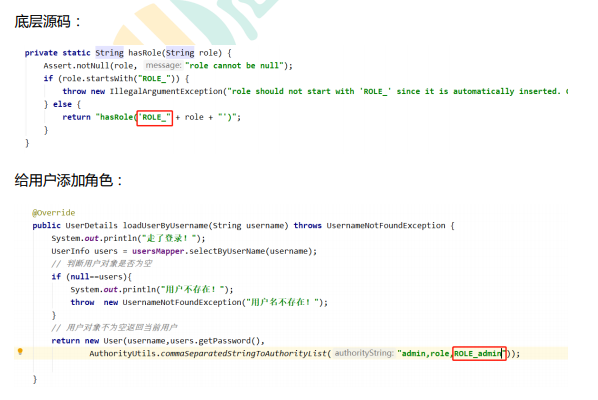 底层源码：
private static String hasRole(String role) {
Assert.notNull(role, message: "role cannot be null");
if (role.startsWith("ROLE_")) {
throw new IllegalArgumentException("role should not start with 'ROLE_' since it is automatically inserted.
} else {
return "hasRole('ROLE_" + role + "')";
}
}
给用户添加角色：
@Override
public UserDetails loadUserByUsername(String username) throws UsernameNotFoundException {
System.out.println("走了登录！");
UserInfo users = usersMapper.selectByUserName(username);
// 判断用户对象是否为空
if (null==users){
System.out.println("用户不存在！");
throw new UsernameNotFoundException("用户名不存在！");
}
// 用户对象不为空返回当前用户
return new User(username,users.getPassword(),
AuthorityUtils.commaSeparatedStringToAuthorityList( authorityString: "admin,role,ROLE_admin"));
}